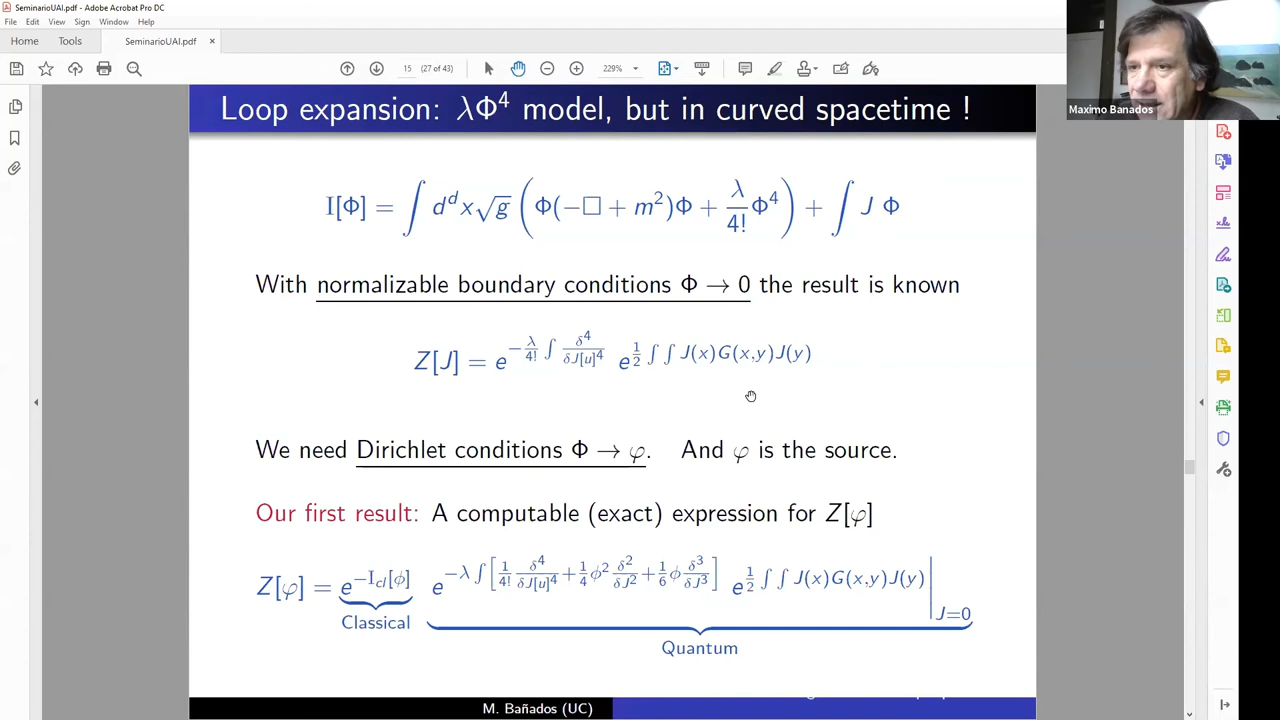 SeminarioUAI.pdf - Adobe Acrobat Pro DC
File Edit View Sign Window Help
Home Tools SeminarioUAI.pdf ×
15 (27 of 43) 229%
Maximo Banados
Loop expansion: λΦ⁴ model, but in curved spacetime !
I[Φ] = ∫ dᵈx√g ( Φ(−□ + m²)Φ + λ/4! Φ⁴ ) + ∫ J Φ
With normalizable boundary conditions Φ → 0 the result is known
Z[J] = e^{−λ/4! ∫ δ⁴/δJ[u]⁴} e^{1/2 ∫∫ J(x)G(x,y)J(y)}
We need Dirichlet conditions Φ → φ. And φ is the source.
Our first result: A computable (exact) expression for Z[φ]
Z[φ] = e^{−I_{cl}[ϕ]} e^{−λ ∫ [1/4! δ⁴/δJ[u]⁴ + 1/4 ϕ² δ²/δJ² + 1/6 ϕ δ³/δJ³]} e^{1/2 ∫∫ J(x)G(x,y)J(y)} |_{J=0}
Classical
Quantum
M. Bañados (UC)